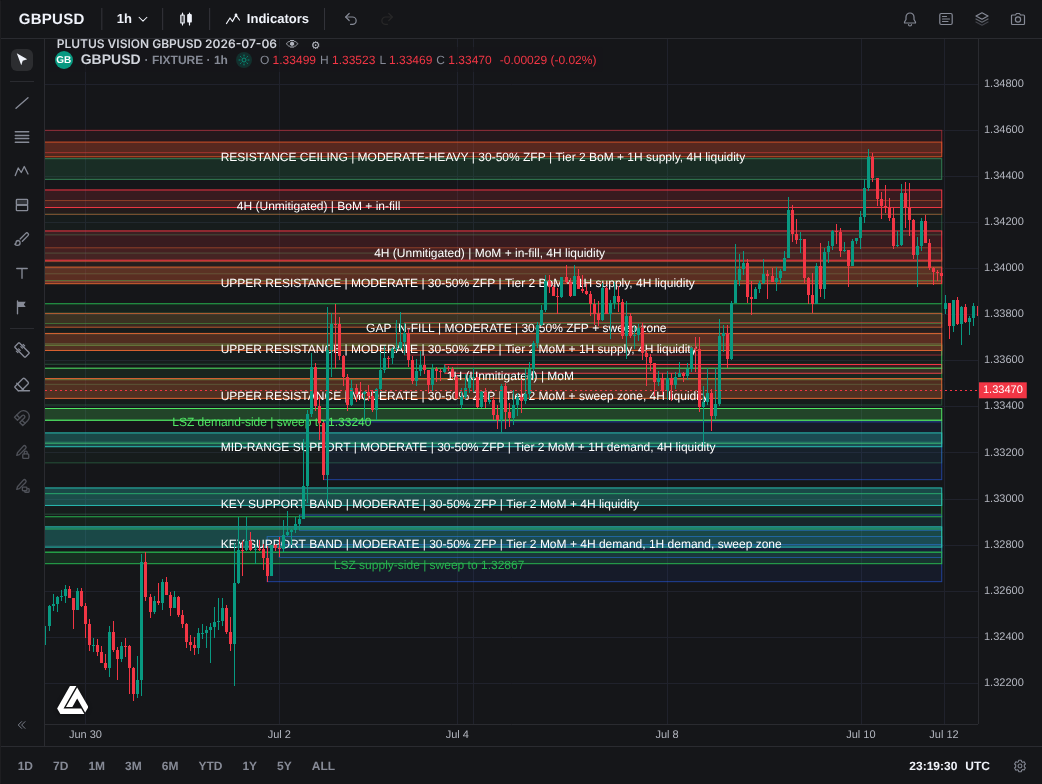 GBPUSD 1h Indicators
PLUTUS VISION GBPUSD 2026-07-06
GB GBPUSD · FIXTURE · 1h O 1.33499 H 1.33523 L 1.33469 C 1.33470 -0.00029 (-0.02%)
1.34800
1.34600
RESISTANCE CEILING | MODERATE-HEAVY | 30-50% ZFP | Tier 2 BoM + 1H supply, 4H liquidity
1.34400
4H (Unmitigated) | BoM + in-fill
1.34200
4H (Unmitigated) | MoM + in-fill, 4H liquidity
1.34000
UPPER RESISTANCE | MODERATE | 30-50% ZFP | Tier 2 BoM + 1H supply, 4H liquidity
1.33800
GAP IN-FILL | MODERATE | 30-50% ZFP + sweep zone
UPPER RESISTANCE | MODERATE | 30-50% ZFP | Tier 2 MoM + 1H supply, 4H liquidity
1.33600
1H (Unmitigated) | MoM
1.33470
UPPER RESISTANCE | MODERATE | 30-50% ZFP | Tier 2 MoM + sweep zone, 4H liquidity
1.33400
LSZ demand-side | sweep to 1.33240
MID-RANGE SUPPORT | MODERATE | 30-50% ZFP | Tier 2 MoM + 1H demand, 4H liquidity
1.33200
1.33000
KEY SUPPORT BAND | MODERATE | 30-50% ZFP | Tier 2 MoM + 4H liquidity
KEY SUPPORT BAND | MODERATE | 30-50% ZFP | Tier 2 MoM + 4H demand, 1H demand, sweep zone
1.32800
LSZ supply-side | sweep to 1.32867
1.32600
1.32400
1.32200
Jun 30 Jul 2 Jul 4 Jul 8 Jul 10 Jul 12
1D 7D 1M 3M 6M YTD 1Y 5Y ALL 23:19:30 UTC